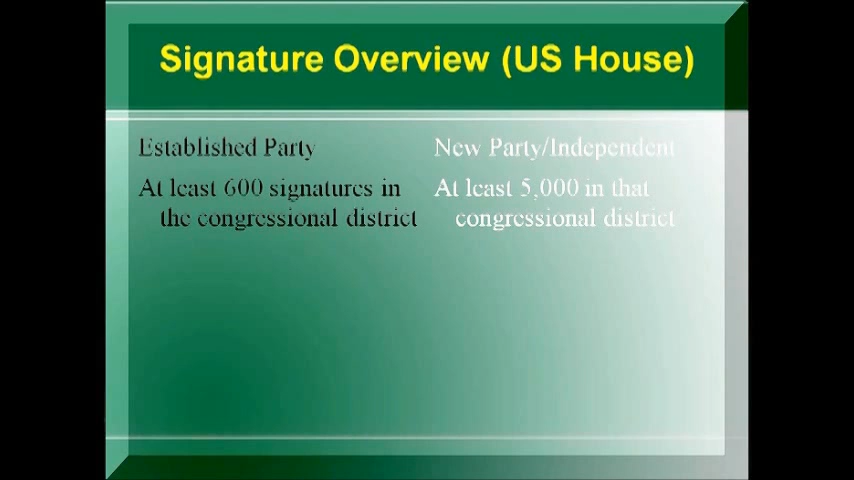 Signature Overview (US House)
Established Party
At least 600 signatures in
the congressional district
New Party/Independent
At least 5,000 in that
congressional district